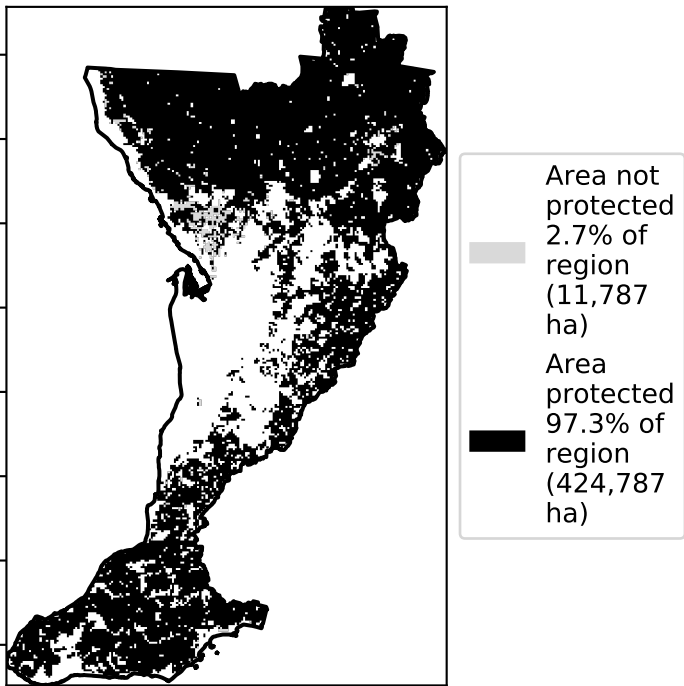 Area not
protected
2.7% of
region
(11,787
ha)
Area
protected
97.3% of
region
(424,787
ha)